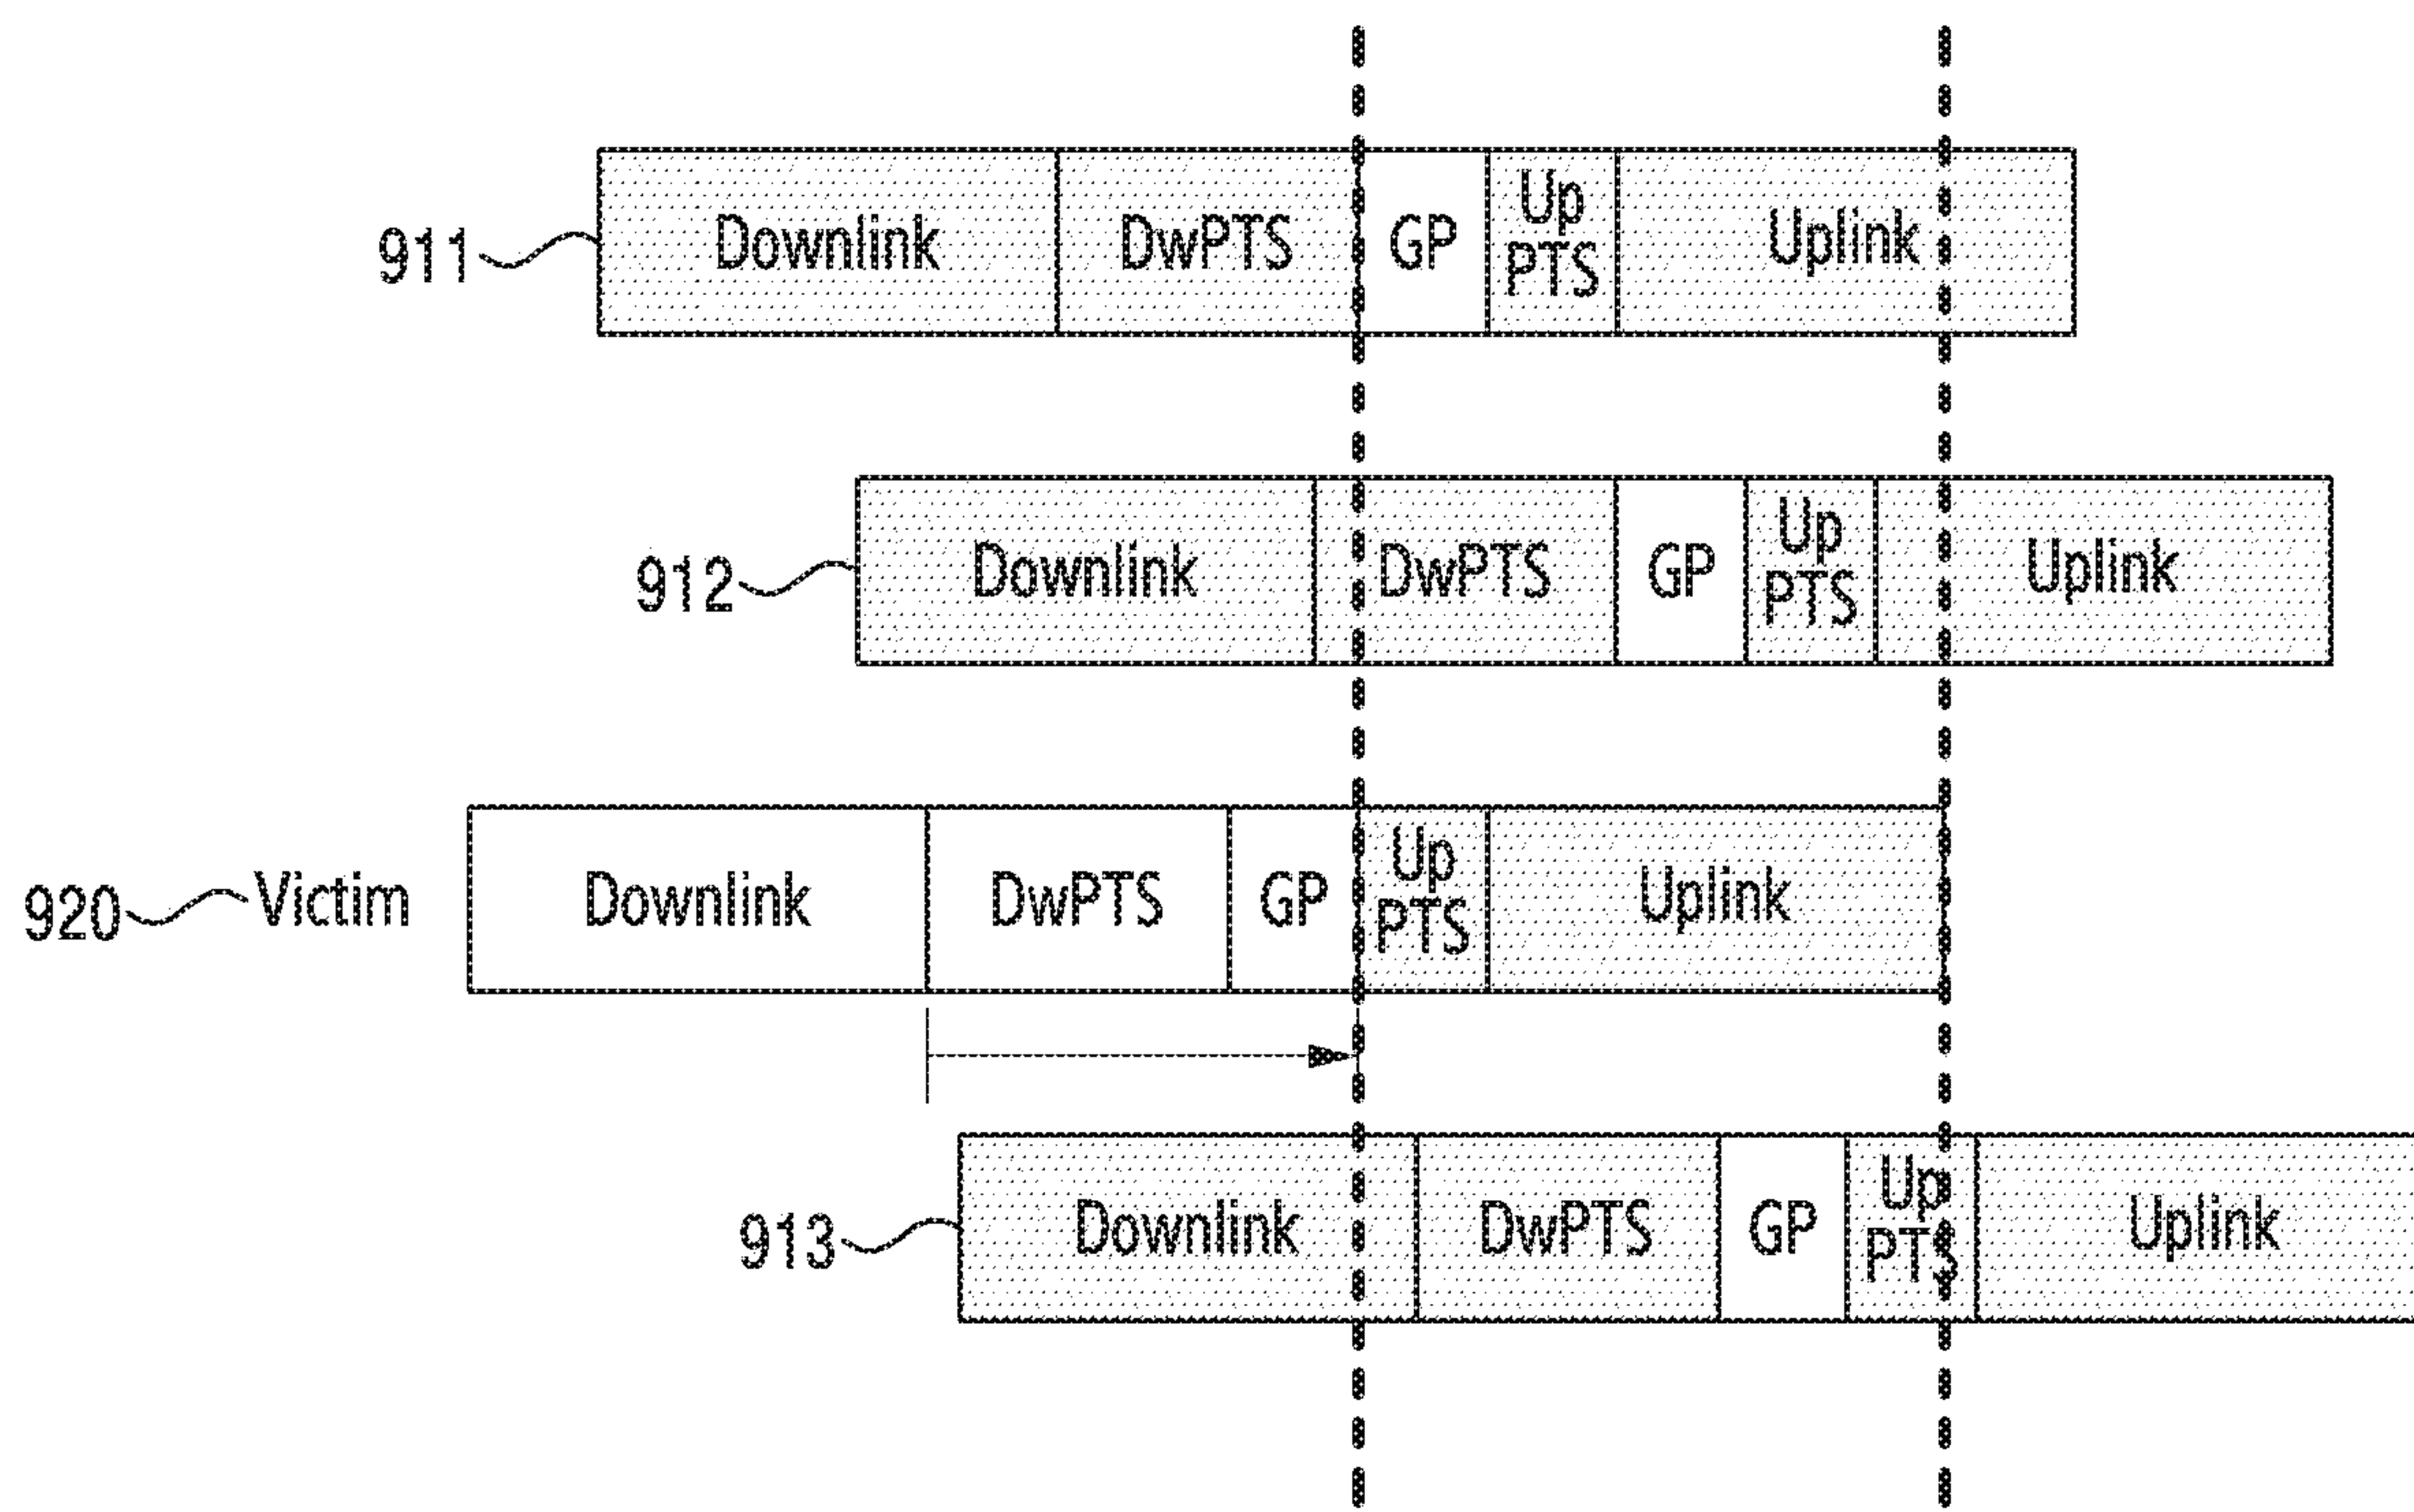 911 Downlink DwPTS GP Up PTS Uplink
912 Downlink DwPTS GP Up PTS Uplink
920 Victim Downlink DwPTS GP Up PTS Uplink
913 Downlink DwPTS GP Up PTS Uplink